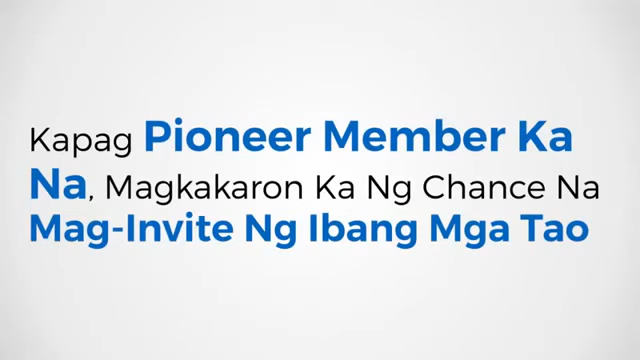 Kapag Pioneer Member Ka
Na, Magkakaron Ka Ng Chance Na
Mag-Invite Ng Ibang Mga Tao